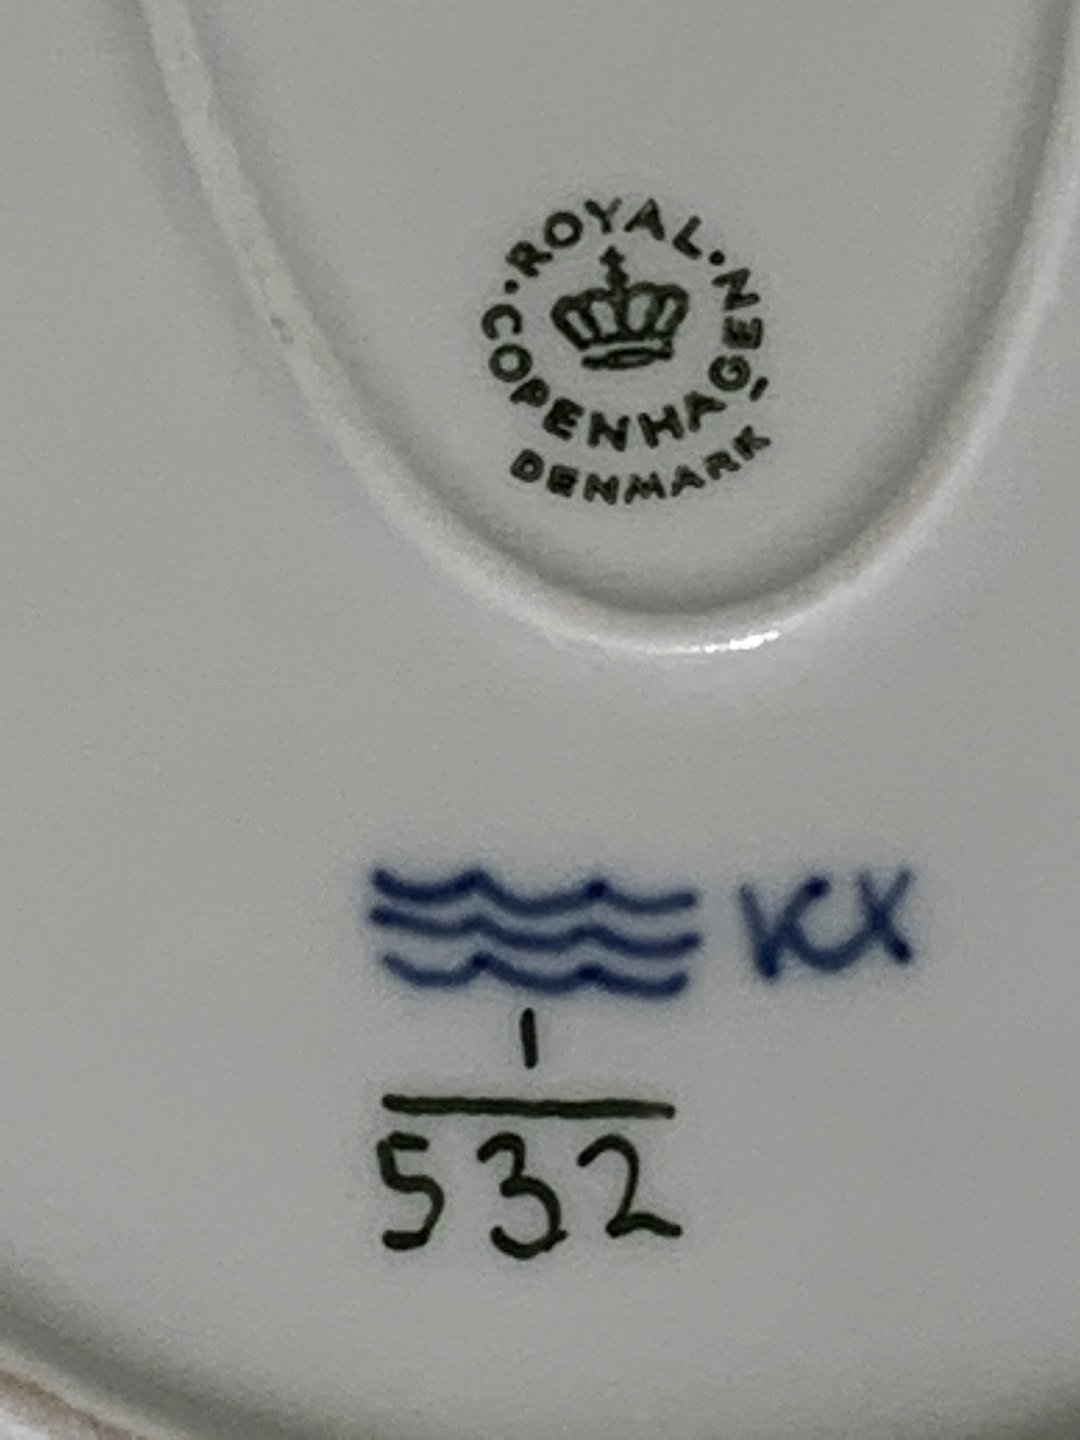 · ROYAL · COPENHAGEN
DENMARK
KX
1
532